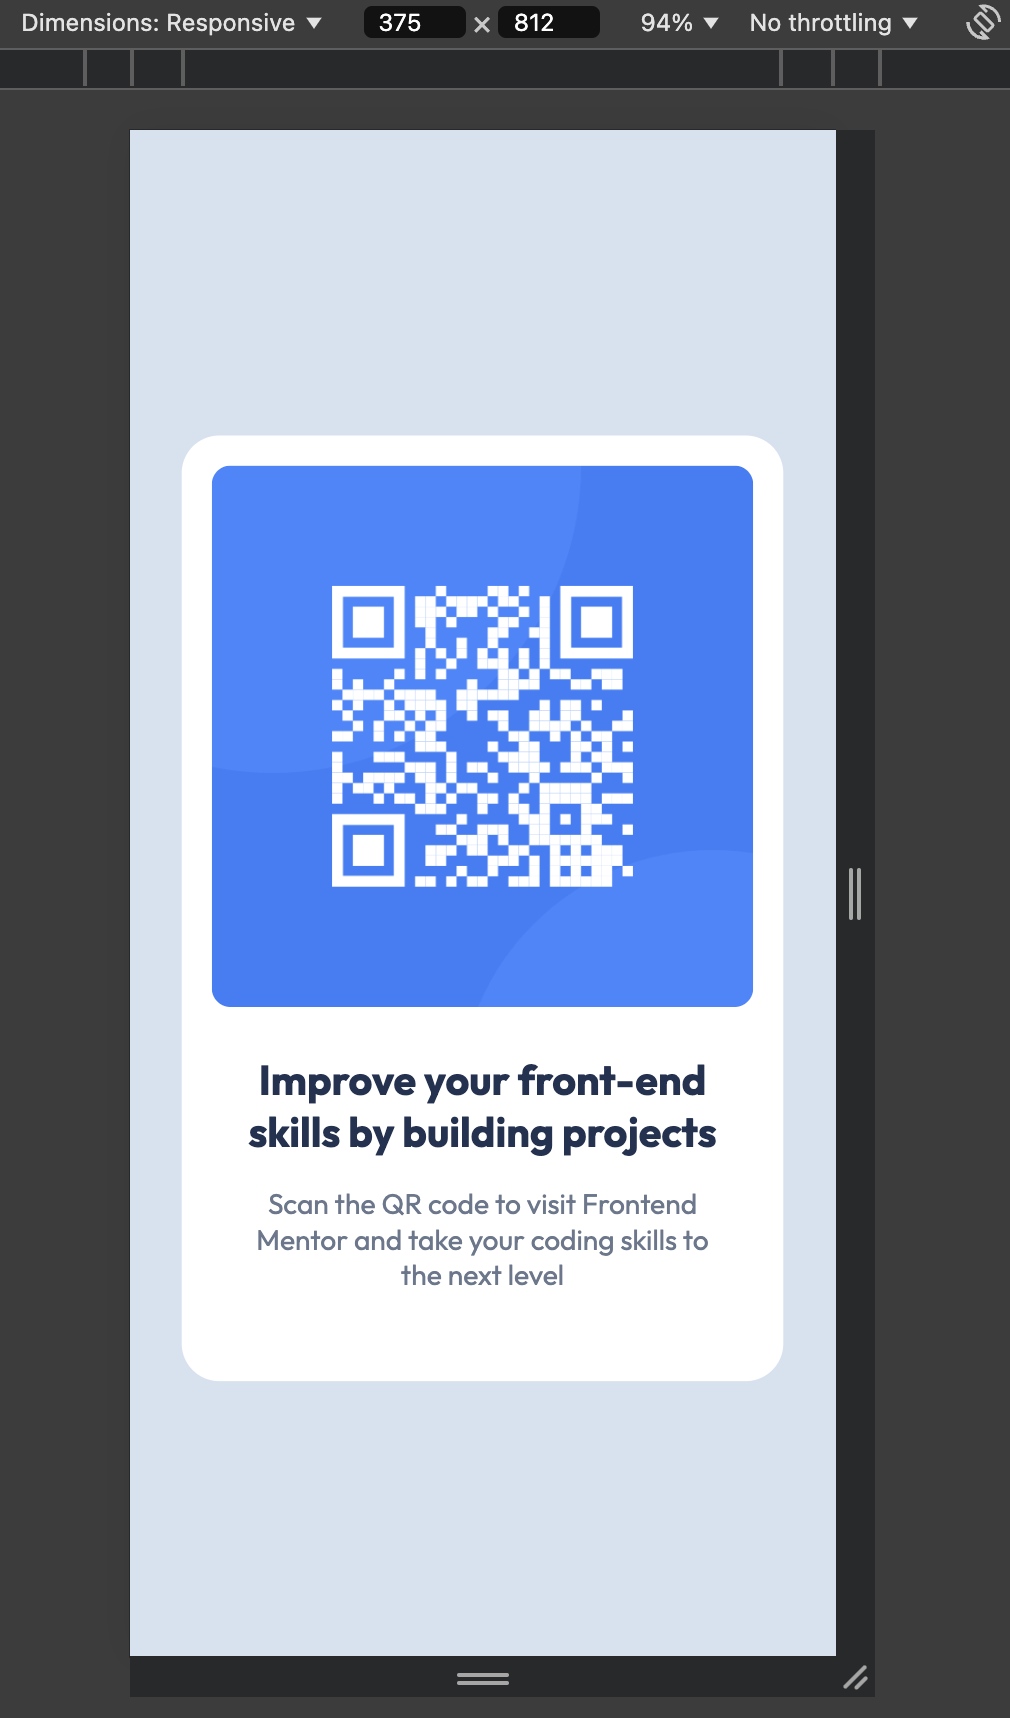 Dimensions: Responsive ▼ 375 × 812 94% ▼ No throttling ▼
Improve your front-end
skills by building projects
Scan the QR code to visit Frontend
Mentor and take your coding skills to
the next level